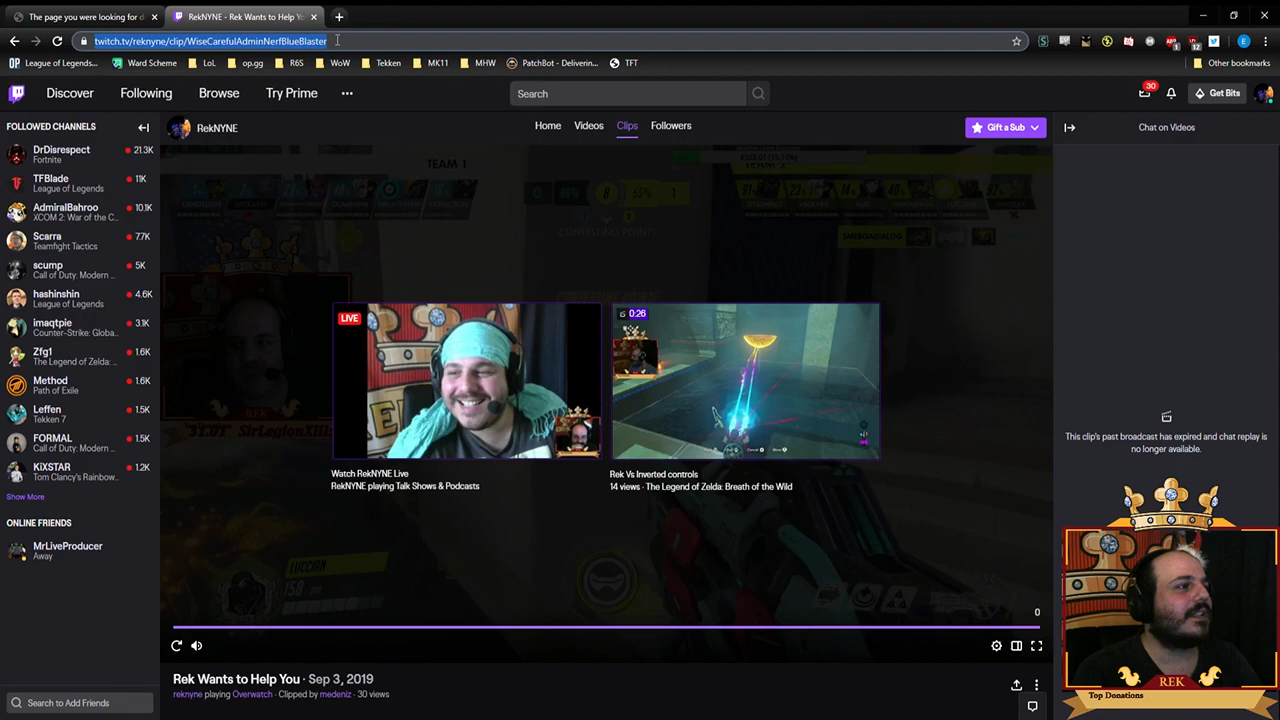 The page you were looking for d
RekNYNE - Rek Wants to Help Yo
twitch.tv/reknyne/clip/WiseCarefulAdminNerfBlueBlaster
League of Legends...
Ward Scheme
LoL
op.gg
R6S
WoW
Tekken
MK11
MHW
PatchBot - Deliverin...
TFT
Other bookmarks
Discover
Following
Browse
Try Prime
Search
30
Get Bits
FOLLOWED CHANNELS
RekNYNE
Home
Videos
Clips
Followers
Gift a Sub
Chat on Videos
DrDisrespect 21.3K
Fortnite
TFBlade 11K
League of Legends
AdmiralBahroo 10.1K
XCOM 2: War of the C...
Scarra 7.7K
Teamfight Tactics
scump 5K
Call of Duty: Modern ...
hashinshin 4.6K
League of Legends
imaqtpie 3.1K
Counter-Strike: Globa...
Zfg1 1.6K
The Legend of Zelda: ...
Method 1.6K
Path of Exile
Leffen 1.5K
Tekken 7
FORMAL 1.5K
Call of Duty: Modern ...
KiXSTAR 1.2K
Tom Clancy's Rainbow...
Show More
ONLINE FRIENDS
MrLiveProducer
Away
Search to Add Friends
TEAM 1
CONTESTING POINT
LIVE
0:26
Watch RekNYNE Live
RekNYNE playing Talk Shows & Podcasts
Rek Vs Inverted controls
14 views - The Legend of Zelda: Breath of the Wild
REK
LUCCIAN
158
0
This clip's past broadcast has expired and chat replay is
no longer available.
Rek Wants to Help You · Sep 3, 2019
reknyne playing Overwatch · Clipped by medeniz · 30 views
REK
Top Donations